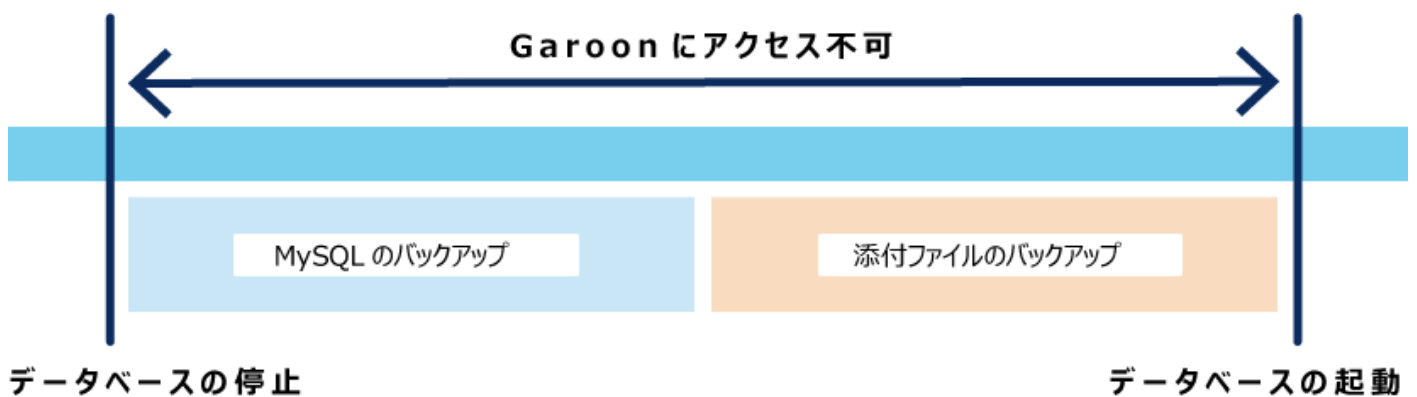 Garoon にアクセス不可
MySQL のバックアップ
添付ファイルのバックアップ
データベースの停止
データベースの起動